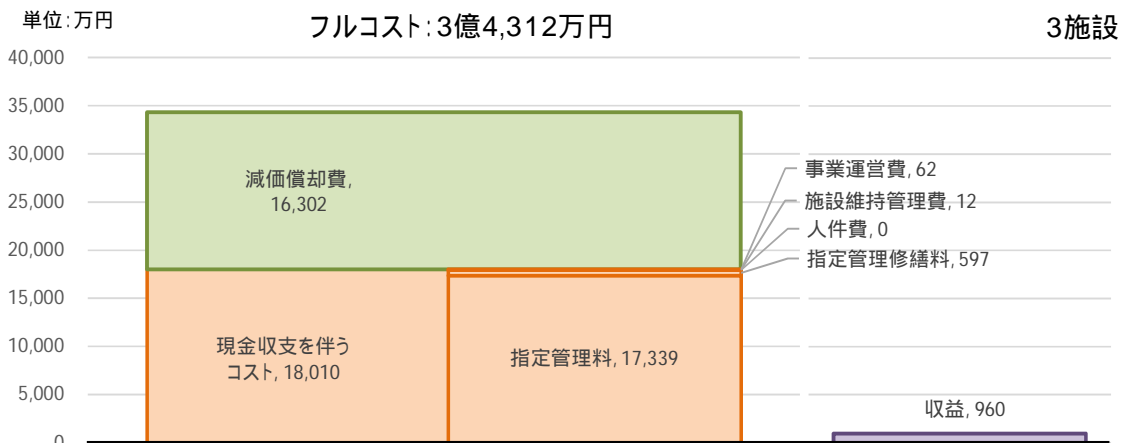 単位：万円
フルコスト：3億4,312万円
3施設
40,000
35,000
30,000
25,000
20,000
15,000
10,000
5,000
0
減価償却費,
16,302
事業運営費, 62
施設維持管理費, 12
人件費, 0
指定管理修繕料, 597
現金収支を伴う
コスト, 18,010
指定管理料, 17,339
収益, 960